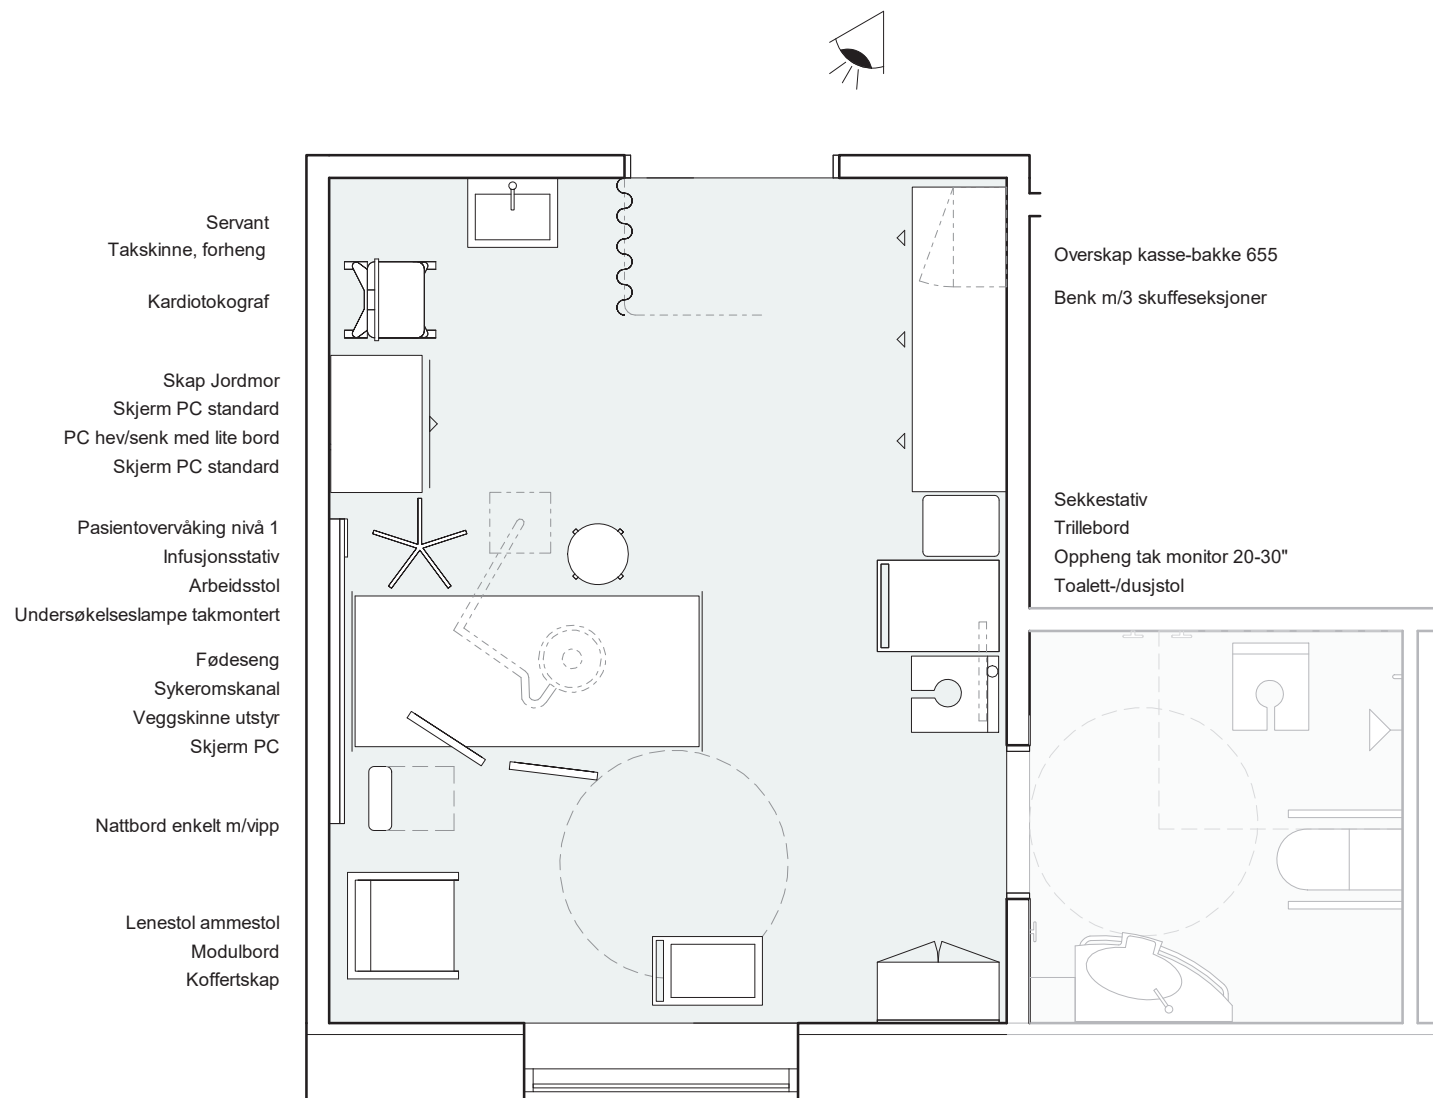 Servant
Takskinne, forheng
Kardiotokograf
Skap Jordmor
Skjerm PC standard
PC hev/senk med lite bord
Skjerm PC standard
Pasientovervåking nivå 1
Infusjonsstativ
Arbeidsstol
Undersøkelseslampe takmontert
Fødeseng
Sykeromskanal
Veggskinne utstyr
Skjerm PC
Nattbord enkelt m/vipp
Lenestol ammestol
Modulbord
Koffertskap
Overskap kasse-bakke 655
Benk m/3 skuffeseksjoner
Sekkestativ
Trillebord
Oppheng tak monitor 20-30"
Toalett-/dusjstol